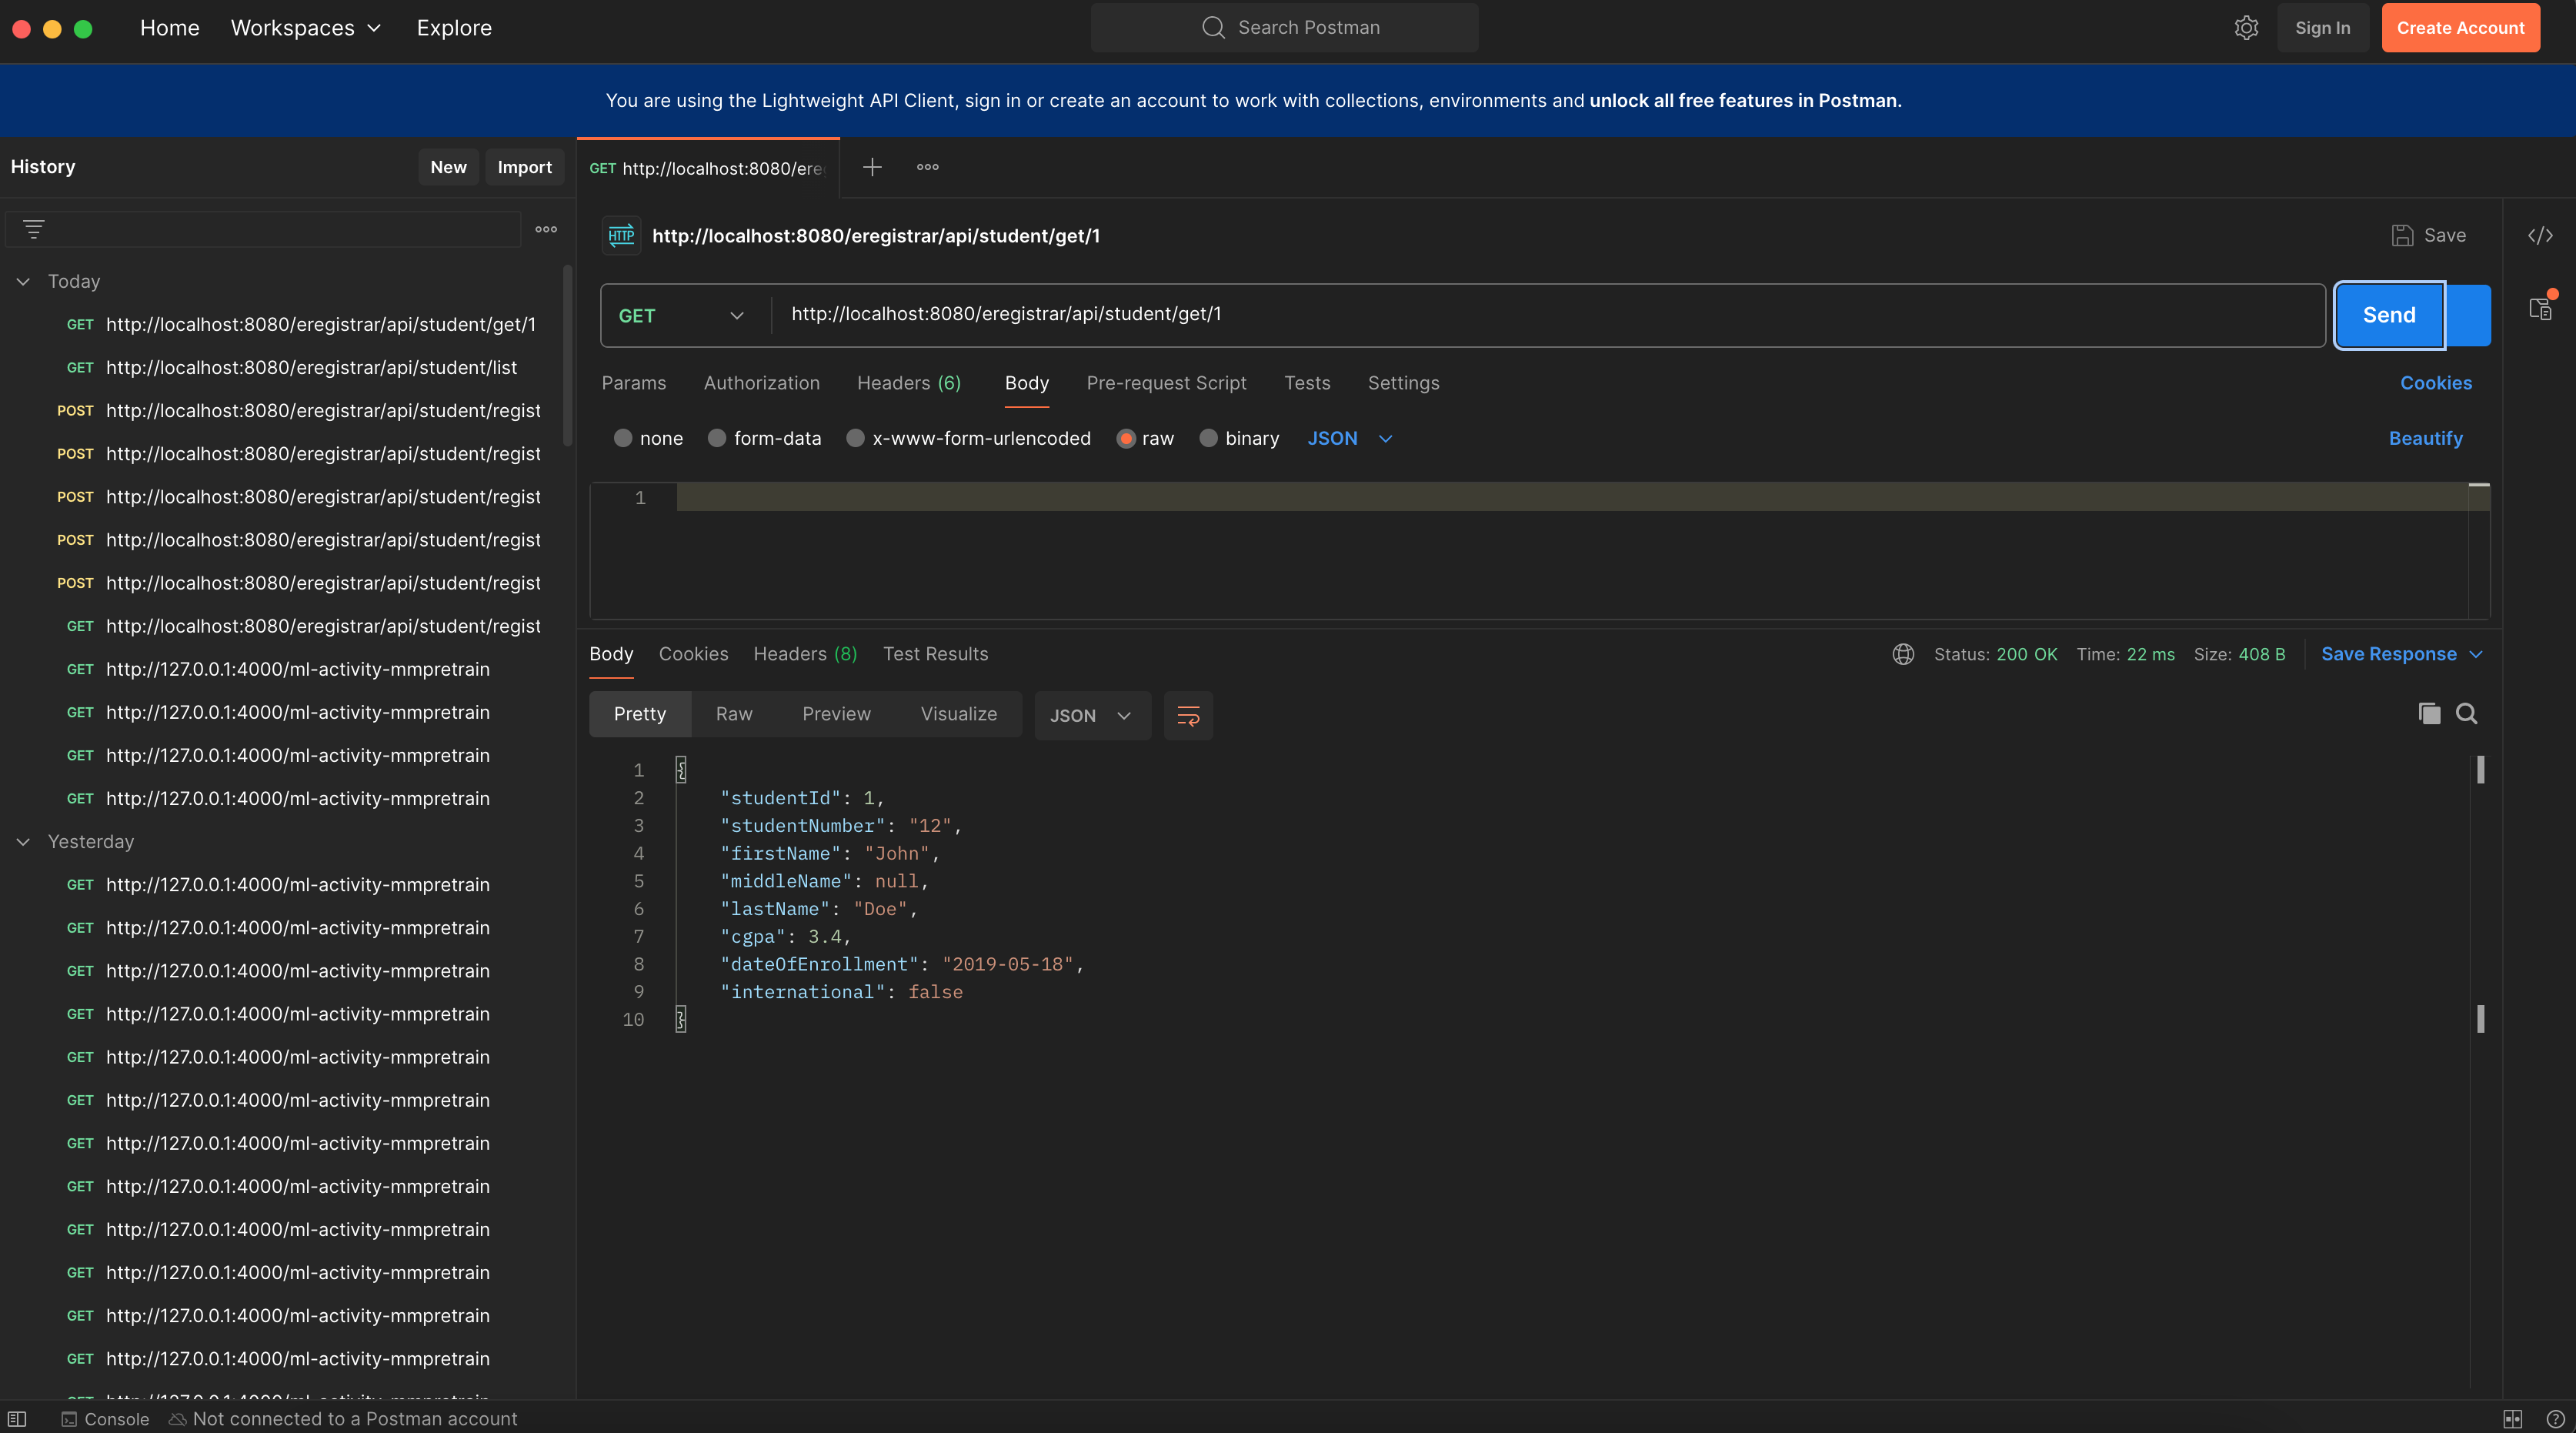 Home Workspaces Explore Search Postman Sign In Create Account
You are using the Lightweight API Client, sign in or create an account to work with collections, environments and unlock all free features in Postman.
History New Import
Today
GET http://localhost:8080/eregistrar/api/student/get/1
GET http://localhost:8080/eregistrar/api/student/list
POST http://localhost:8080/eregistrar/api/student/regist
POST http://localhost:8080/eregistrar/api/student/regist
POST http://localhost:8080/eregistrar/api/student/regist
POST http://localhost:8080/eregistrar/api/student/regist
POST http://localhost:8080/eregistrar/api/student/regist
GET http://localhost:8080/eregistrar/api/student/regist
GET http://127.0.0.1:4000/ml-activity-mmpretrain
GET http://127.0.0.1:4000/ml-activity-mmpretrain
GET http://127.0.0.1:4000/ml-activity-mmpretrain
GET http://127.0.0.1:4000/ml-activity-mmpretrain
Yesterday
GET http://127.0.0.1:4000/ml-activity-mmpretrain
GET http://127.0.0.1:4000/ml-activity-mmpretrain
GET http://127.0.0.1:4000/ml-activity-mmpretrain
GET http://127.0.0.1:4000/ml-activity-mmpretrain
GET http://127.0.0.1:4000/ml-activity-mmpretrain
GET http://127.0.0.1:4000/ml-activity-mmpretrain
GET http://127.0.0.1:4000/ml-activity-mmpretrain
GET http://127.0.0.1:4000/ml-activity-mmpretrain
GET http://127.0.0.1:4000/ml-activity-mmpretrain
GET http://127.0.0.1:4000/ml-activity-mmpretrain
GET http://127.0.0.1:4000/ml-activity-mmpretrain
GET http://127.0.0.1:4000/ml-activity-mmpretrain
GET http://localhost:8080/ere
HTTP http://localhost:8080/eregistrar/api/student/get/1 Save
GET http://localhost:8080/eregistrar/api/student/get/1 Send
Params Authorization Headers (6) Body Pre-request Script Tests Settings Cookies
none form-data x-www-form-urlencoded raw binary JSON Beautify
1
Body Cookies Headers (8) Test Results Status: 200 OK Time: 22 ms Size: 408 B Save Response
Pretty Raw Preview Visualize JSON
1 {
2 "studentId": 1,
3 "studentNumber": "12",
4 "firstName": "John",
5 "middleName": null,
6 "lastName": "Doe",
7 "cgpa": 3.4,
8 "dateOfEnrollment": "2019-05-18",
9 "international": false
10 }
Console Not connected to a Postman account